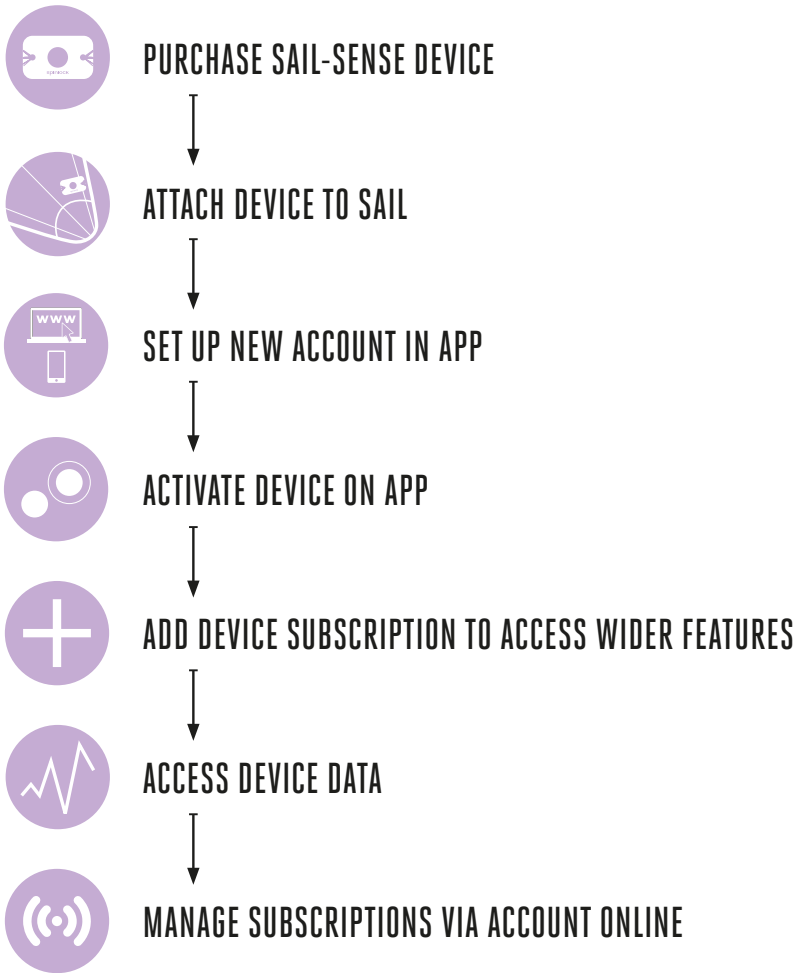 PURCHASE SAIL-SENSE DEVICE
ATTACH DEVICE TO SAIL
WWW
SET UP NEW ACCOUNT IN APP
ACTIVATE DEVICE ON APP
ADD DEVICE SUBSCRIPTION TO ACCESS WIDER FEATURES
ACCESS DEVICE DATA
MANAGE SUBSCRIPTIONS VIA ACCOUNT ONLINE